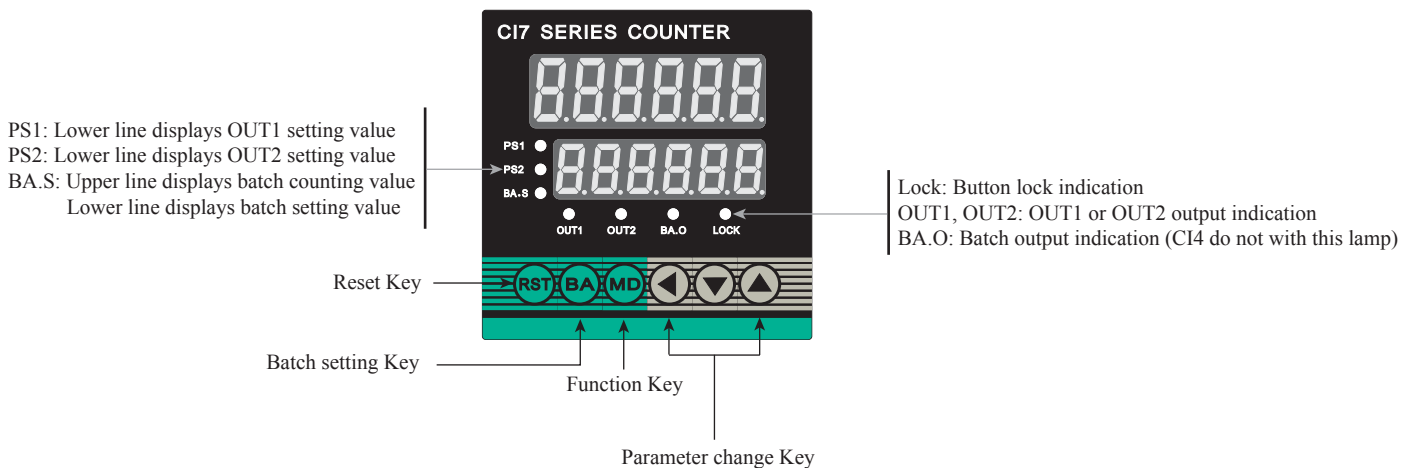 CI7 SERIES COUNTER
PS1: Lower line displays OUT1 setting value
PS2: Lower line displays OUT2 setting value
BA.S: Upper line displays batch counting value
Lower line displays batch setting value
PS1
PS2
BA.S
OUT1 OUT2 BA.O LOCK
Lock: Button lock indication
OUT1, OUT2: OUT1 or OUT2 output indication
BA.O: Batch output indication (CI4 do not with this lamp)
Reset Key
RST BA MD
Batch setting Key
Function Key
Parameter change Key